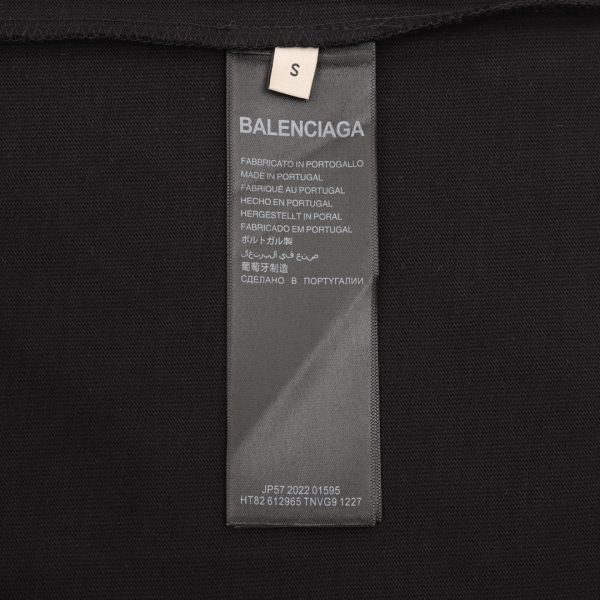 S
BALENCIAGA
FABBRICATO IN PORTOGALLO
MADE IN PORTUGAL
FABRIQUÉ AU PORTUGAL
HECHO EN PORTUGAL
HERGESTELLT IN PORAL
FABRICADO EM PORTUGAL
ポルトガル製
صنع في البرتغال
葡萄牙制造
СДЕЛАНО В ПОРТУГАЛИИ
JP57 2022 01595
HT82 612965 TNVG9 1227